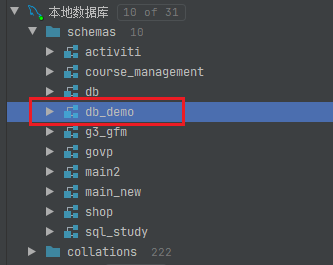 本地数据库 10 of 31
schemas 10
activiti
course_management
db
db_demo
g3_gfm
govp
main2
main_new
shop
sql_study
collations 222